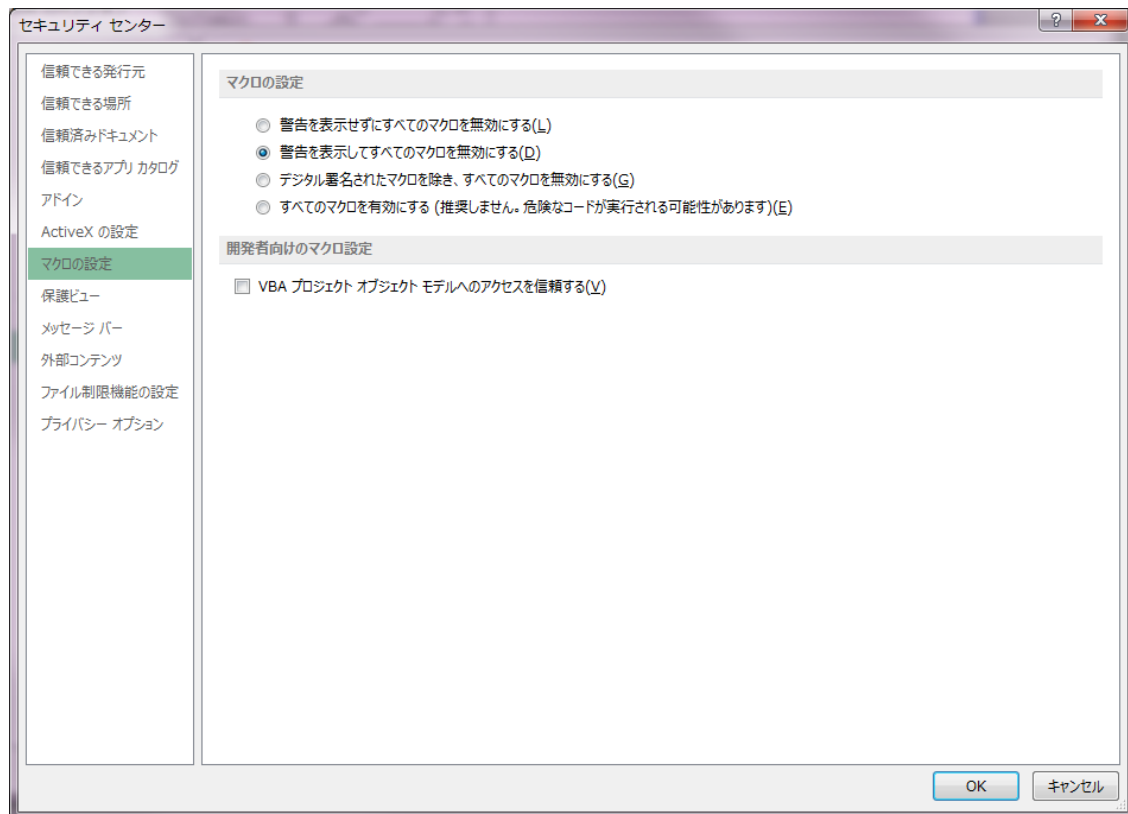 セキュリティ センター
信頼できる発行元
信頼できる場所
信頼済みドキュメント
信頼できるアプリ カタログ
アドイン
ActiveX の設定
マクロの設定
保護ビュー
メッセージ バー
外部コンテンツ
ファイル制限機能の設定
プライバシー オプション
マクロの設定
警告を表示せずにすべてのマクロを無効にする(L)
警告を表示してすべてのマクロを無効にする(D)
デジタル署名されたマクロを除き、すべてのマクロを無効にする(G)
すべてのマクロを有効にする (推奨しません。危険なコードが実行される可能性があります)(E)
開発者向けのマクロ設定
VBA プロジェクト オブジェクト モデルへのアクセスを信頼する(V)
OK
キャンセル